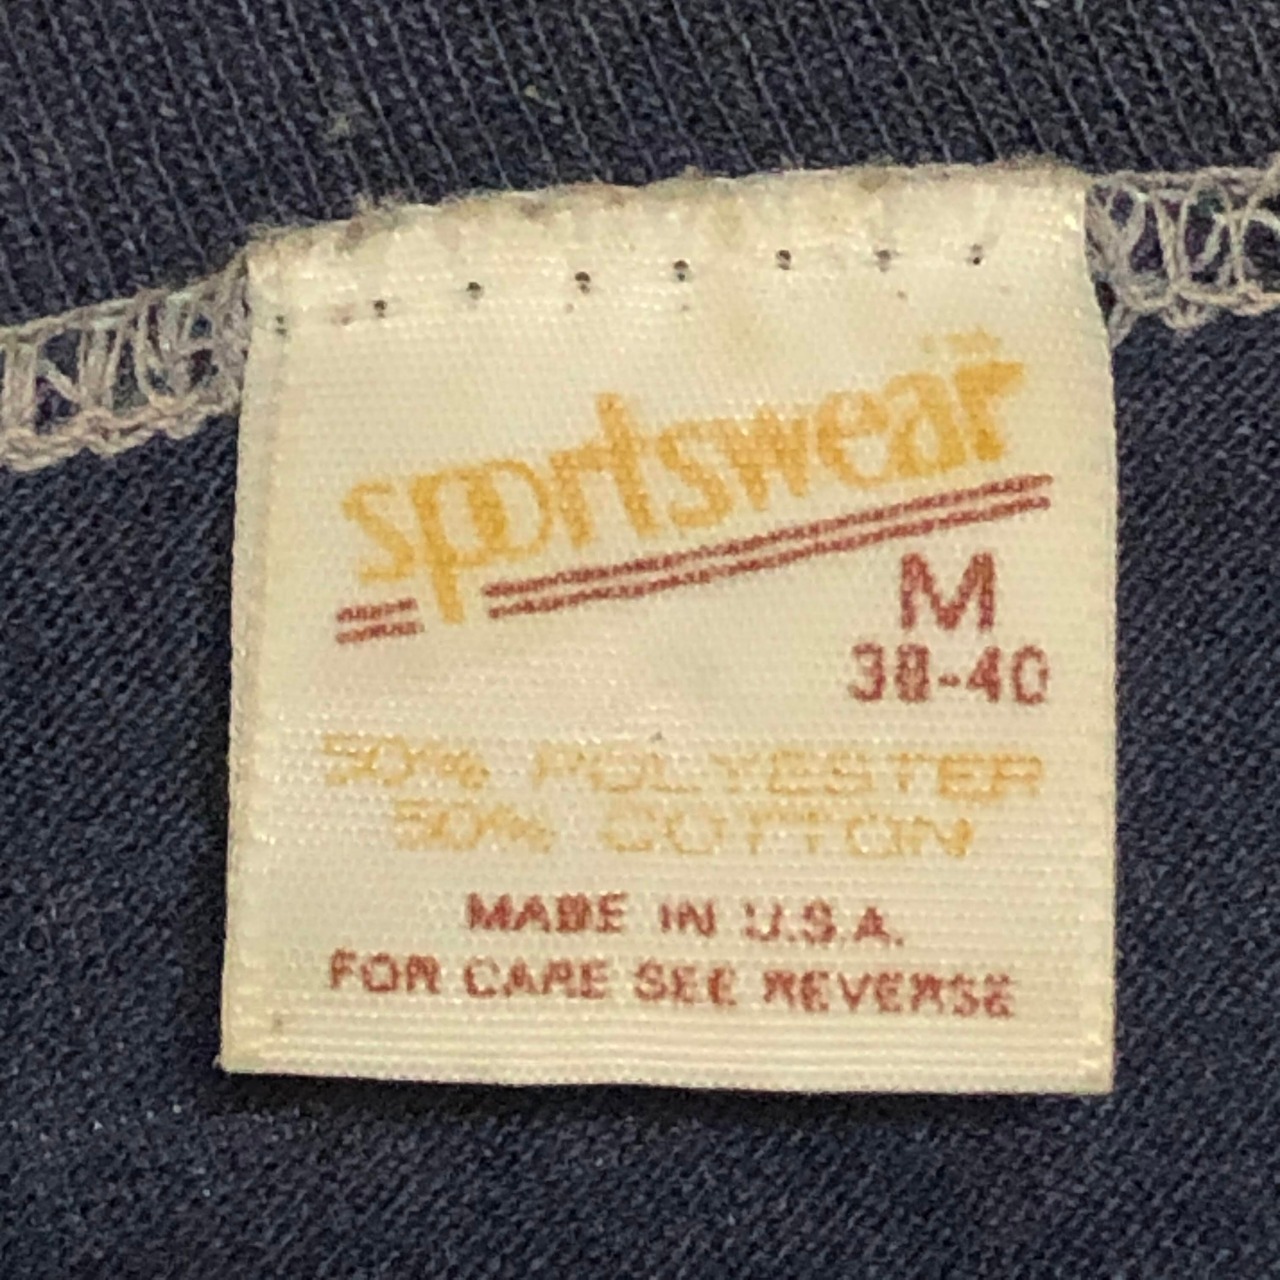 sportswear
M
38-40
50% POLYESTER
50% COTTON
MADE IN U.S.A.
FOR CARE SEE REVERSE